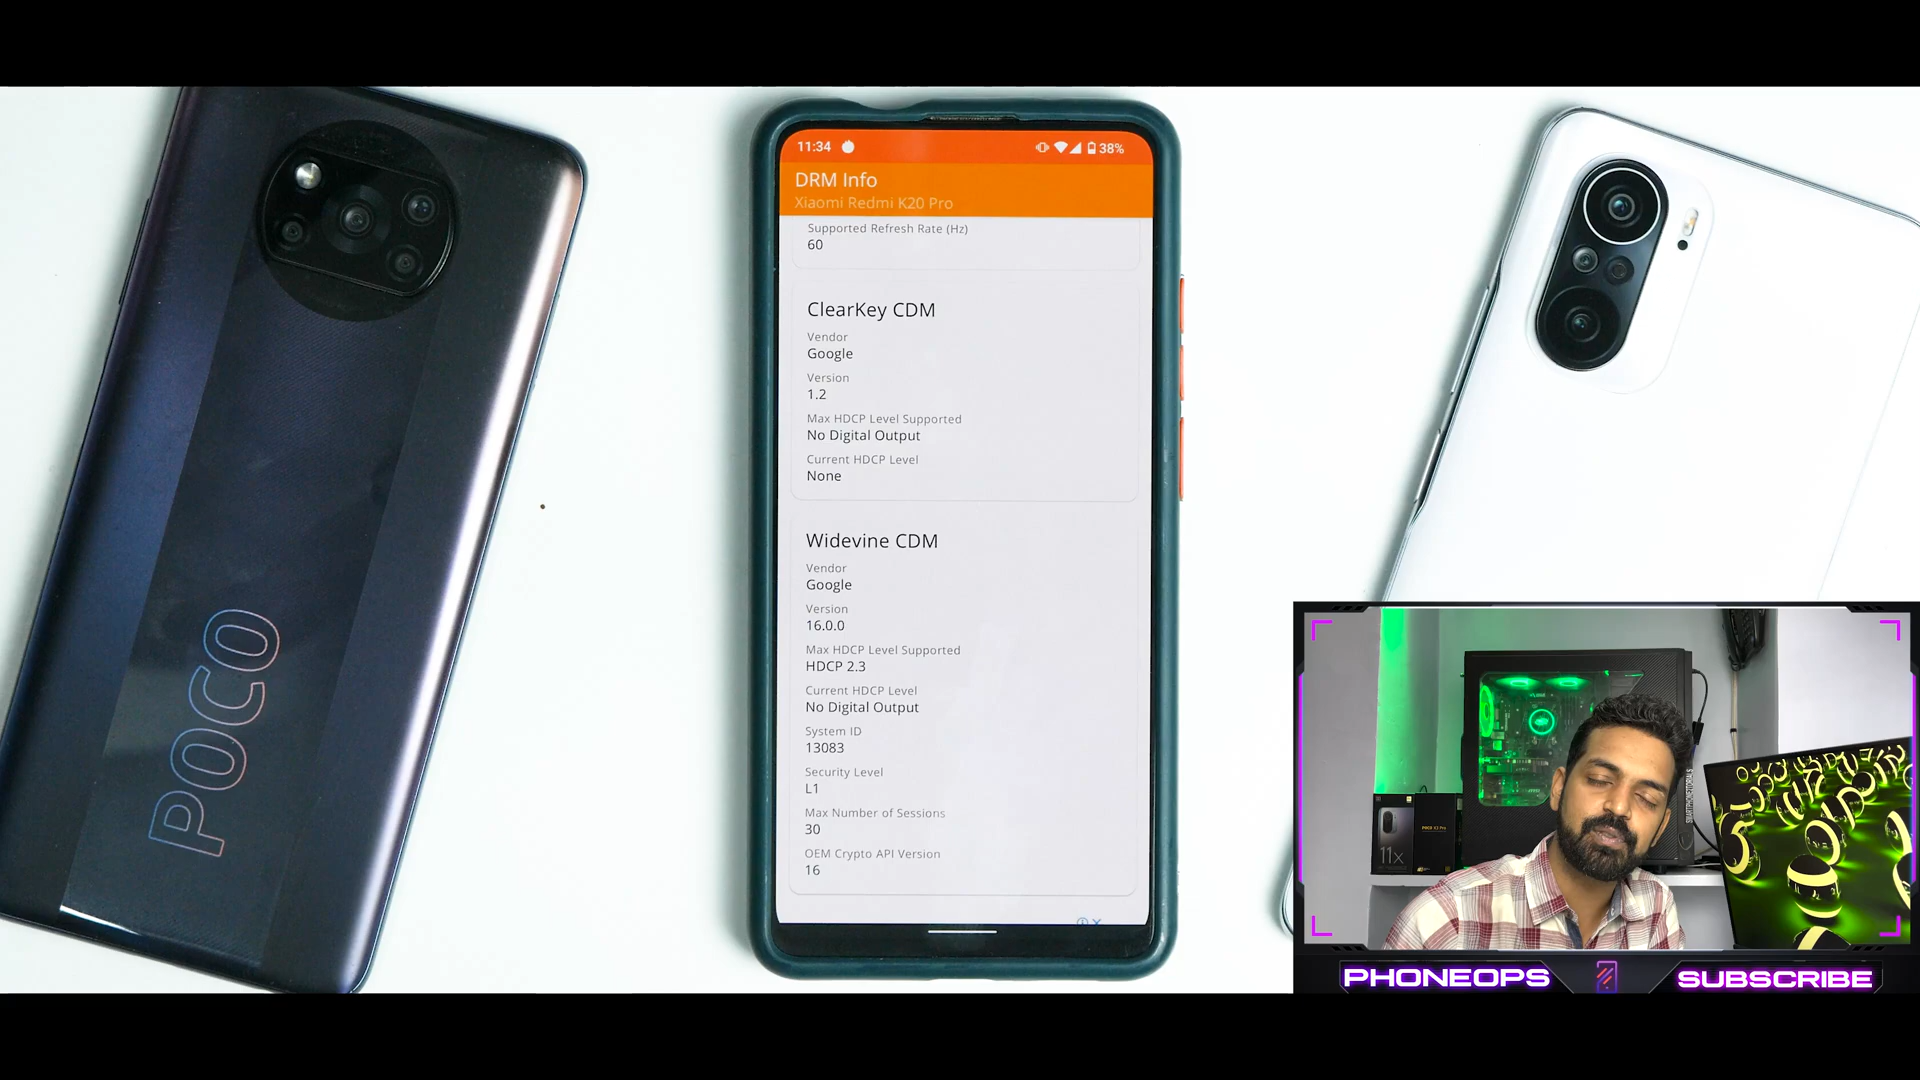 POCO
11:34
38%
DRM Info
Xiaomi Redmi K20 Pro
Supported Refresh Rate (Hz)
60
ClearKey CDM
Vendor
Google
Version
1.2
Max HDCP Level Supported
No Digital Output
Current HDCP Level
None
Widevine CDM
Vendor
Google
Version
16.0.0
Max HDCP Level Supported
HDCP 2.3
Current HDCP Level
No Digital Output
System ID
13083
Security Level
L1
Max Number of Sessions
30
OEM Crypto API Version
16
11x
POCO X3 Pro
PHONEOPS
SUBSCRIBE